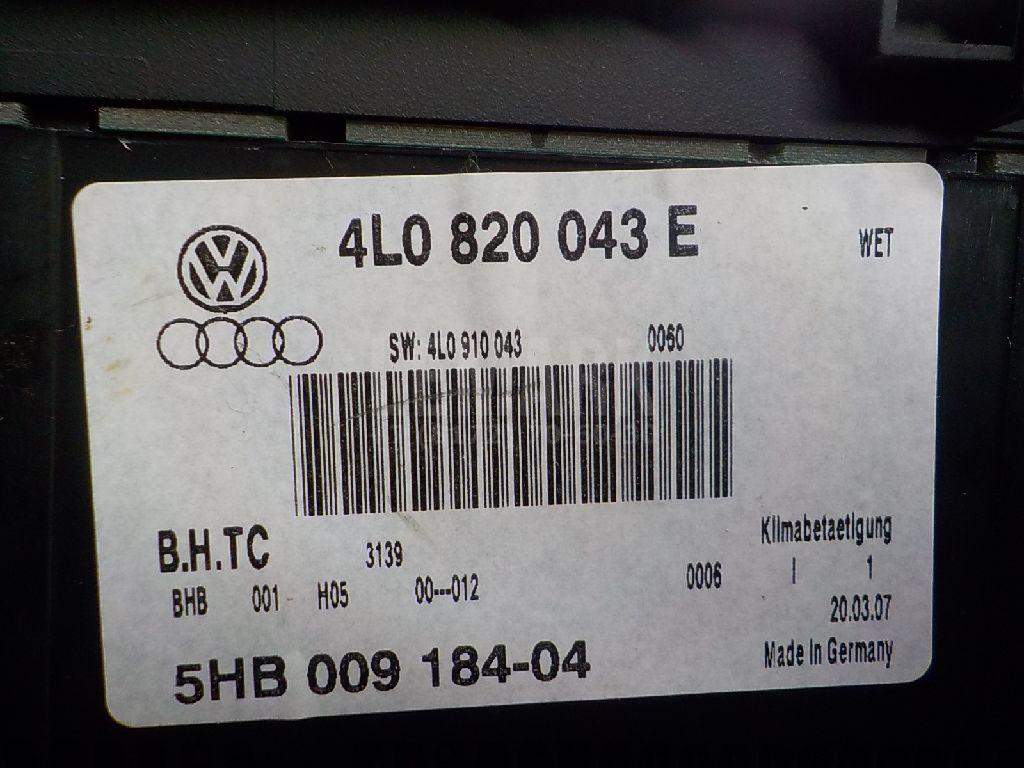 4L0 820 043 E
WET
SW: 4L0 910 043 0060
B.H.TC 3139
BHB 001 H05 00---012 0006
Klimabetaetigung
I 1
20.03.07
Made In Germany
5HB 009 184-04